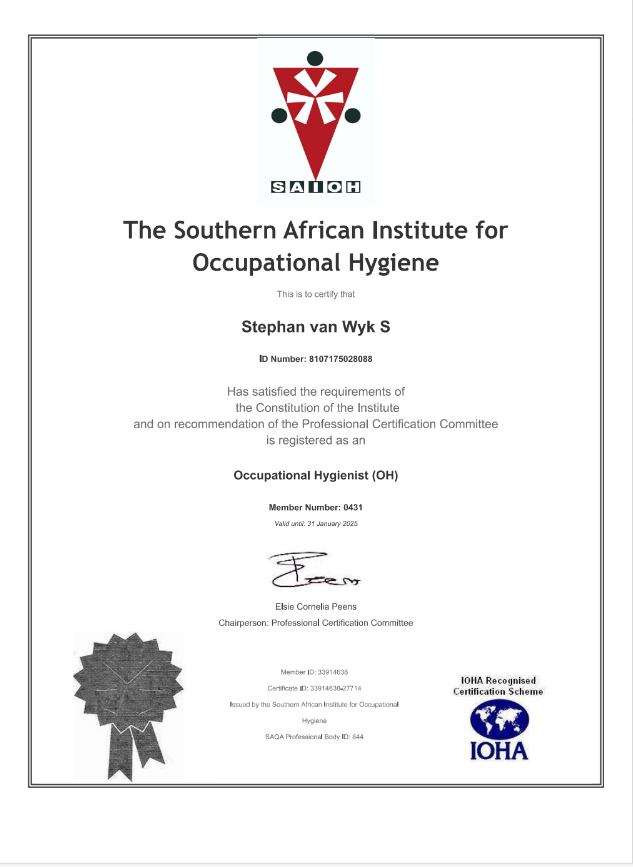 SAIOH
The Southern African Institute for
Occupational Hygiene
This is to certify that
Stephan van Wyk S
ID Number: 8107175028088
Has satisfied the requirements of
the Constitution of the Institute
and on recommendation of the Professional Certification Committee
is registered as an
Occupational Hygienist (OH)
Member Number: 0431
Valid until: 31 January 2025
Elsie Cornelia Peens
Chairperson: Professional Certification Committee
Member ID: 33914638
Certificate ID: 33914638-27714
Issued by the Southern African Institute for Occupational
Hygiene
SAQA Professional Body ID: 844
IOHA Recognised
Certification Scheme
IOHA